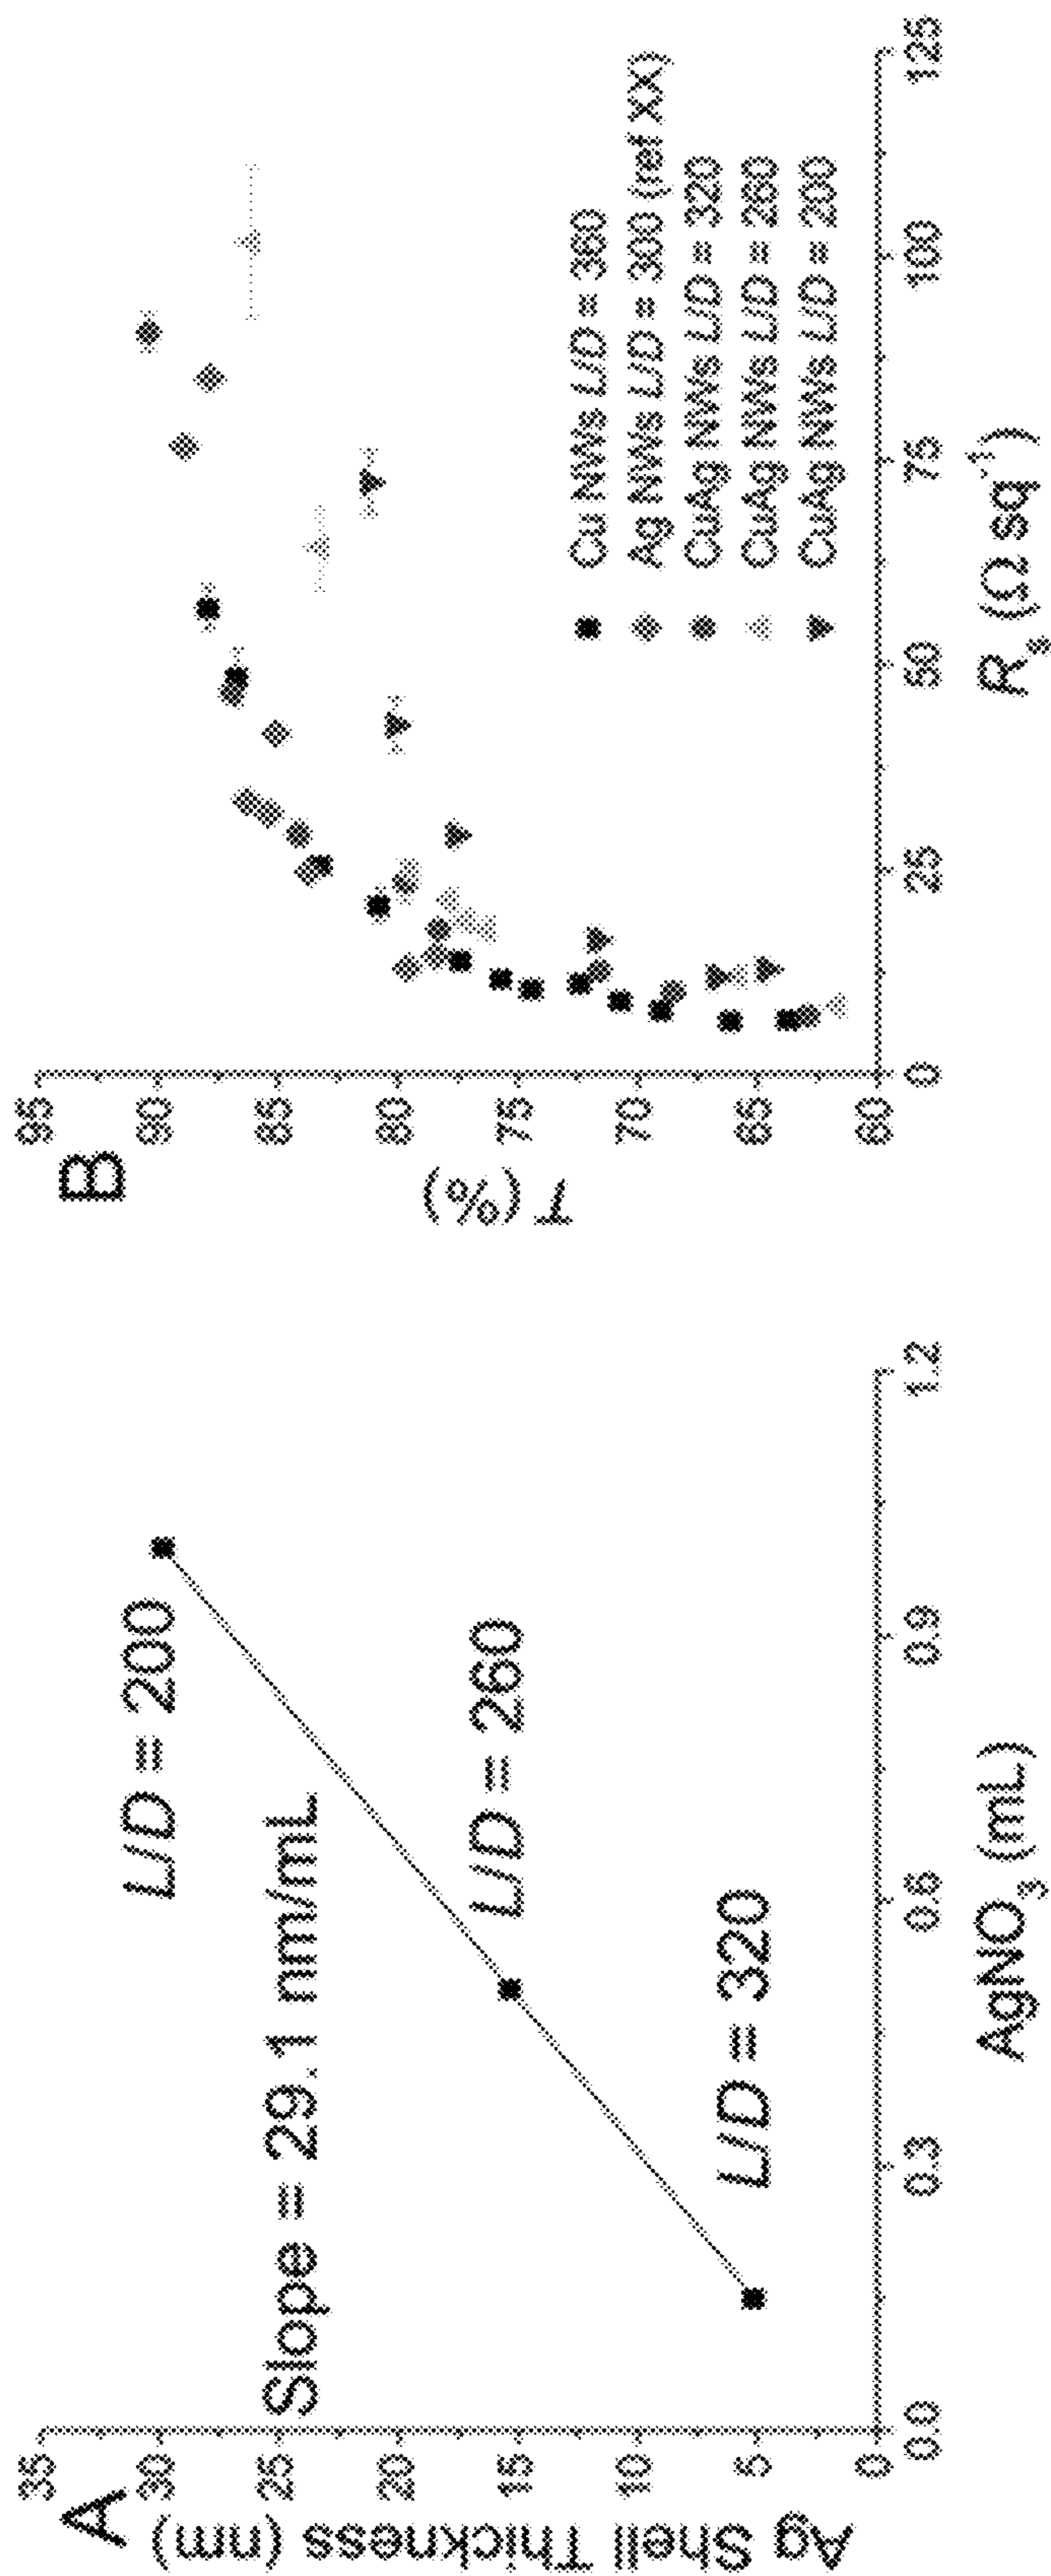 A
Ag Shell Thickness (nm)
35
30
25
20
15
10
5
0
Slope = 29.1 nm/mL
L/D = 200
L/D = 260
L/D = 320
0.0
0.3
0.6
0.9
1.2
AgNO3 (mL)
B
T (%)
95
90
85
80
75
70
65
60
Cu NWs L/D = 360
Ag NWs L/D = 300 (ref XX)
CuAg NWs L/D = 320
CuAg NWs L/D = 260
CuAg NWs L/D = 200
0
25
50
75
100
125
Rs (Ω sq-1)